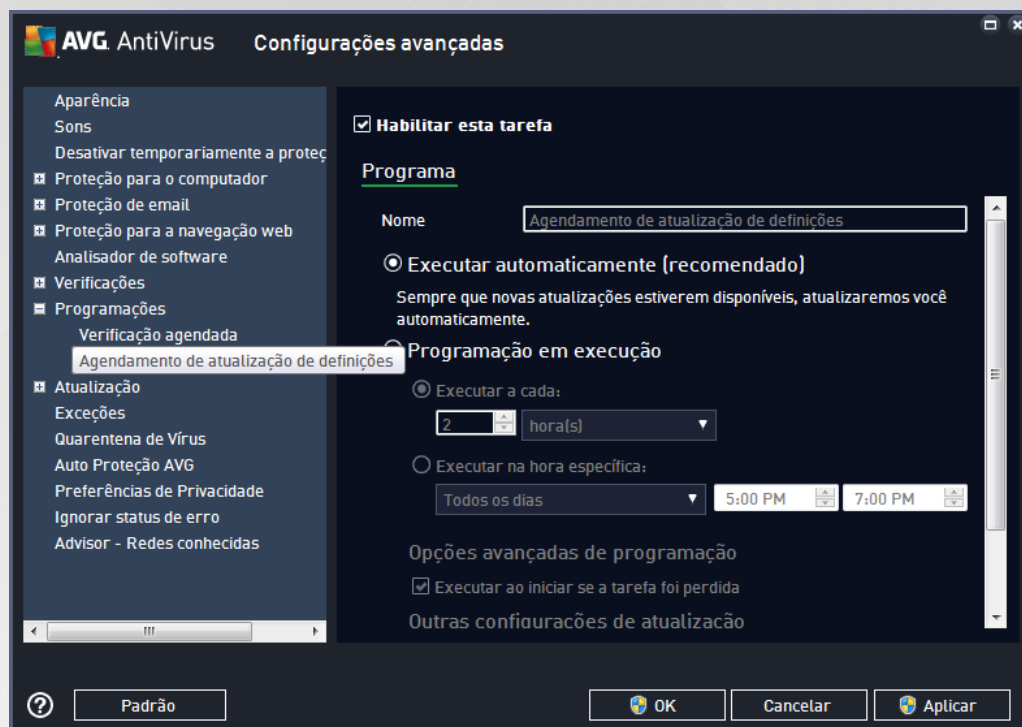 AVG. AntiVirus Configurações avançadas
Aparência
Sons
Desativar temporariamente a proteç
Proteção para o computador
Proteção de email
Proteção para a navegação web
Analisador de software
Verificações
Programações
Verificação agendada
Agendamento de atualização de definições
Atualização
Exceções
Quarentena de Vírus
Auto Proteção AVG
Preferências de Privacidade
Ignorar status de erro
Advisor - Redes conhecidas
Habilitar esta tarefa
Programa
Nome Agendamento de atualização de definições
Executar automaticamente (recomendado)
Sempre que novas atualizações estiverem disponíveis, atualizaremos você
automaticamente.
Programação em execução
Executar a cada:
2 hora(s)
Executar na hora específica:
Todos os dias 5:00 PM 7:00 PM
Opções avançadas de programação
Executar ao iniciar se a tarefa foi perdida
Outras configurações de atualização
? Padrão OK Cancelar Aplicar